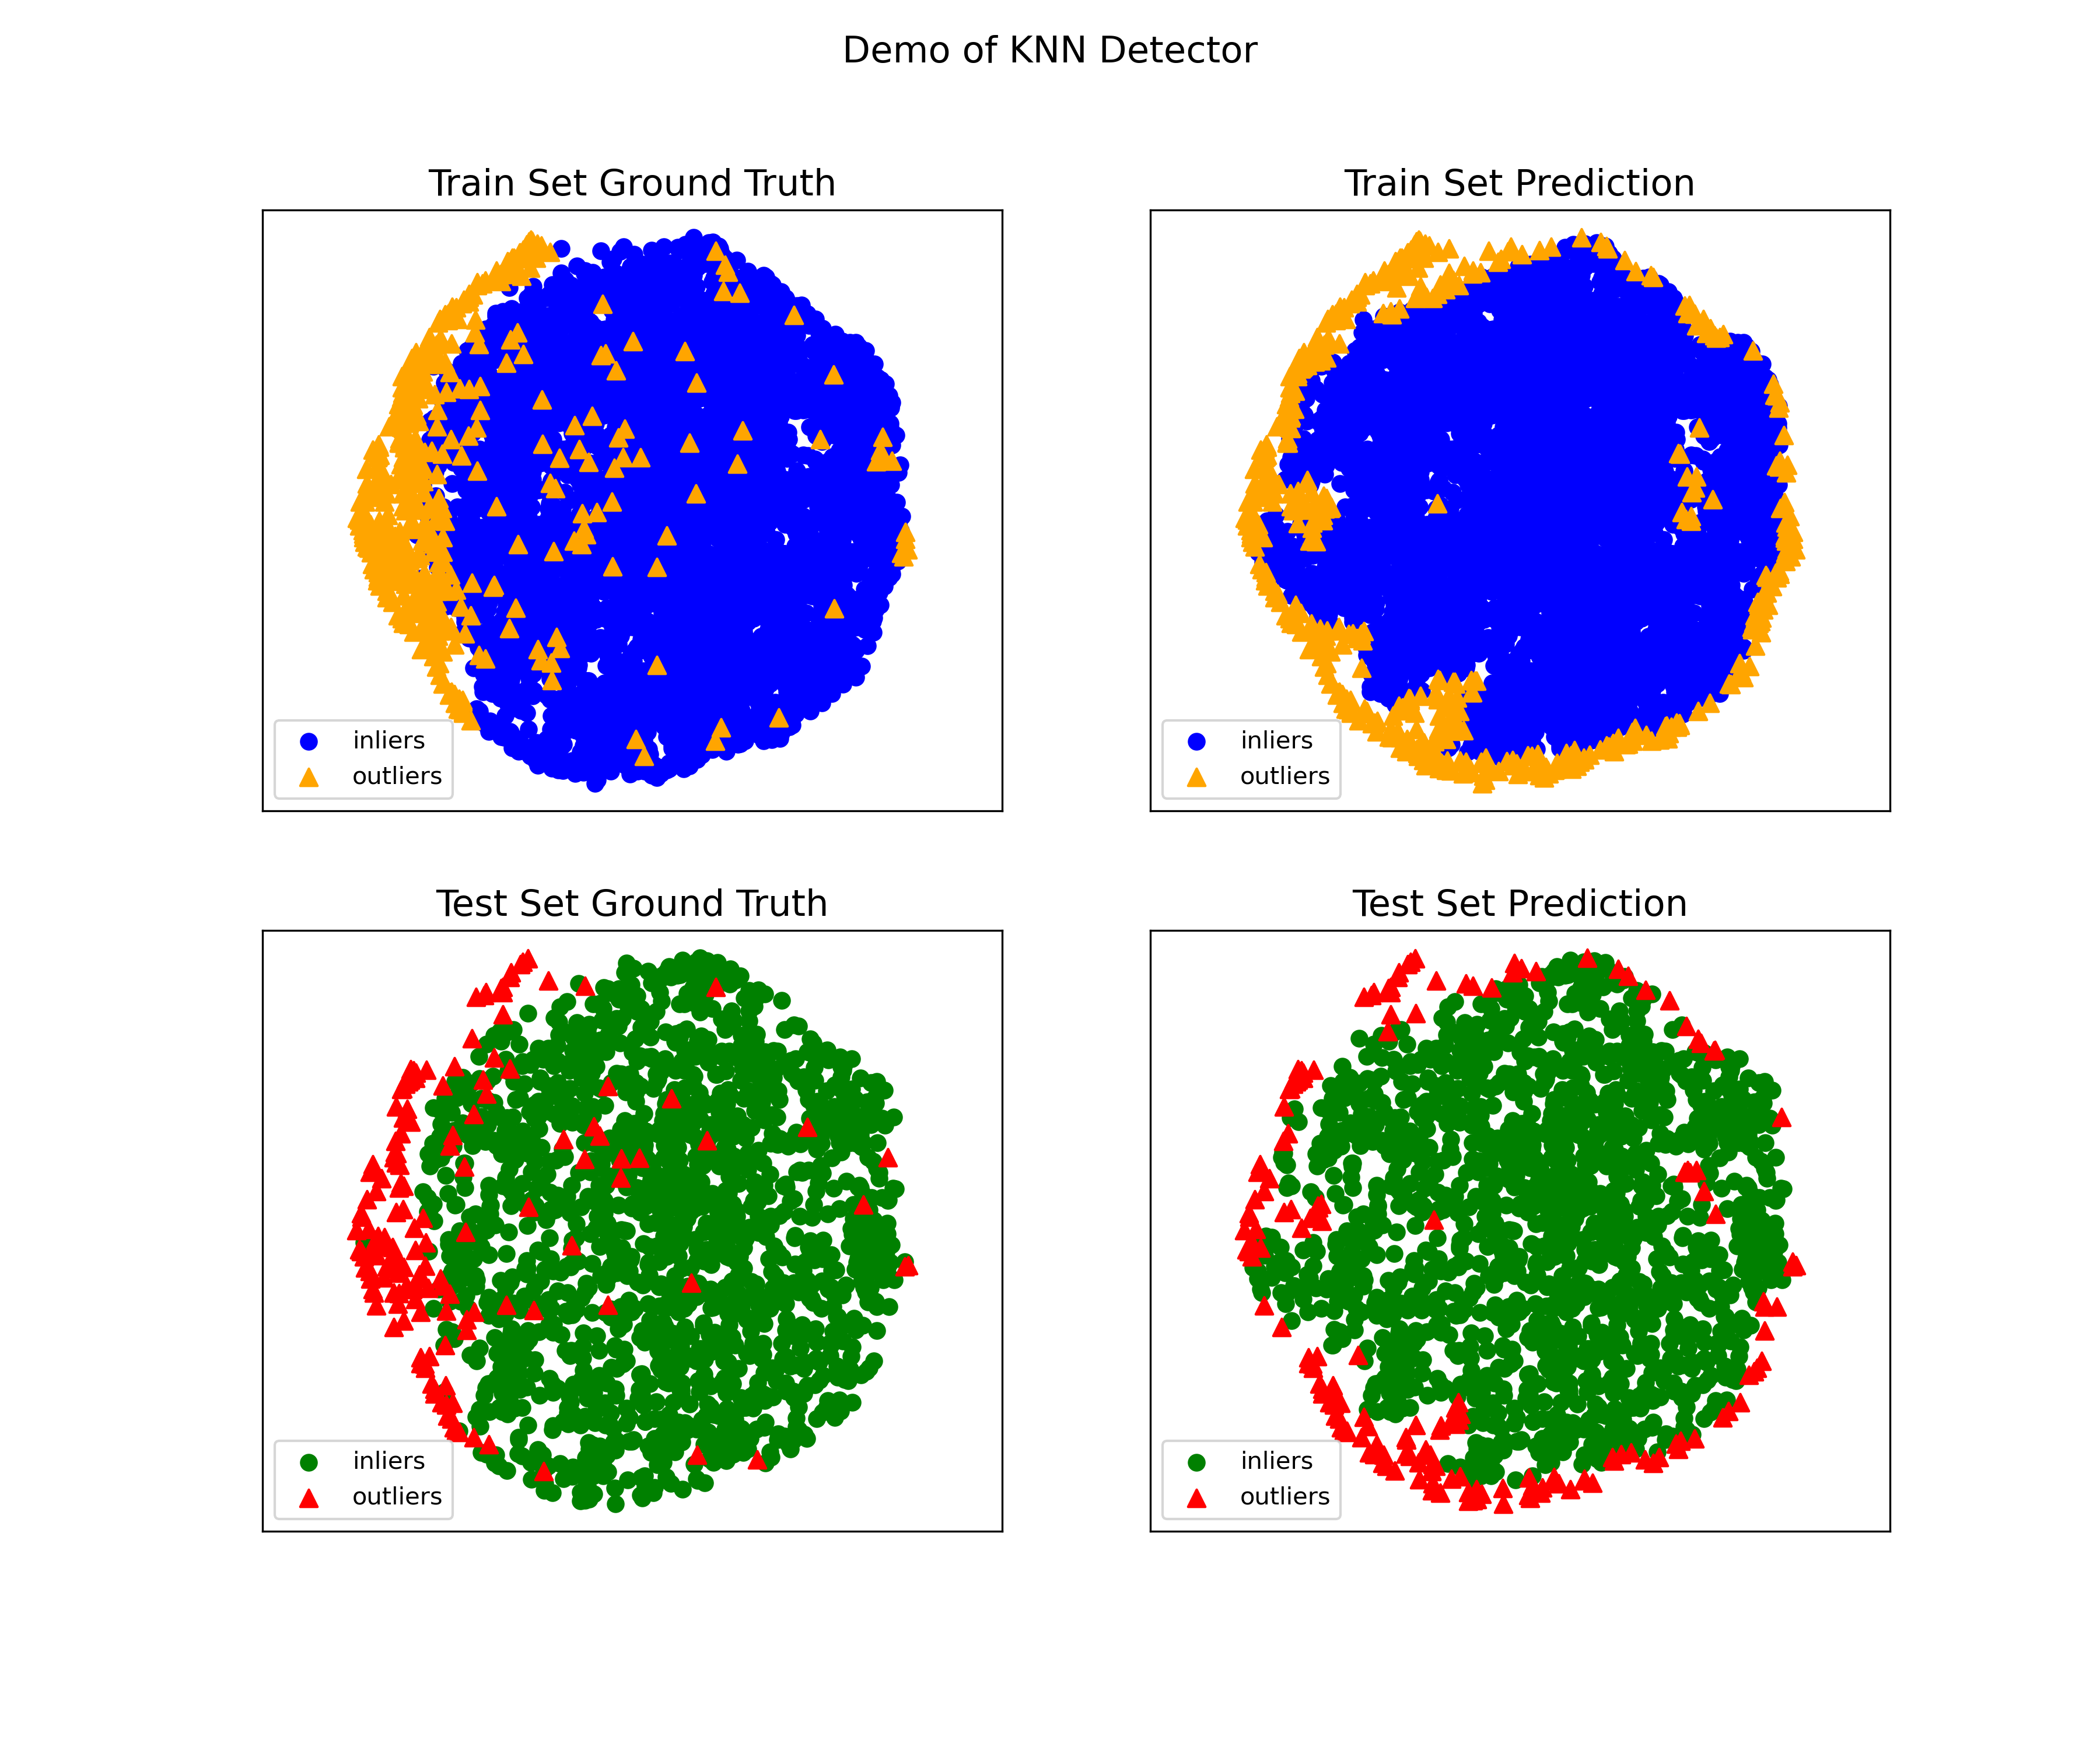 Demo of KNN Detector
Train Set Ground Truth
Train Set Prediction
inliers
outliers
inliers
outliers
Test Set Ground Truth
Test Set Prediction
inliers
outliers
inliers
outliers